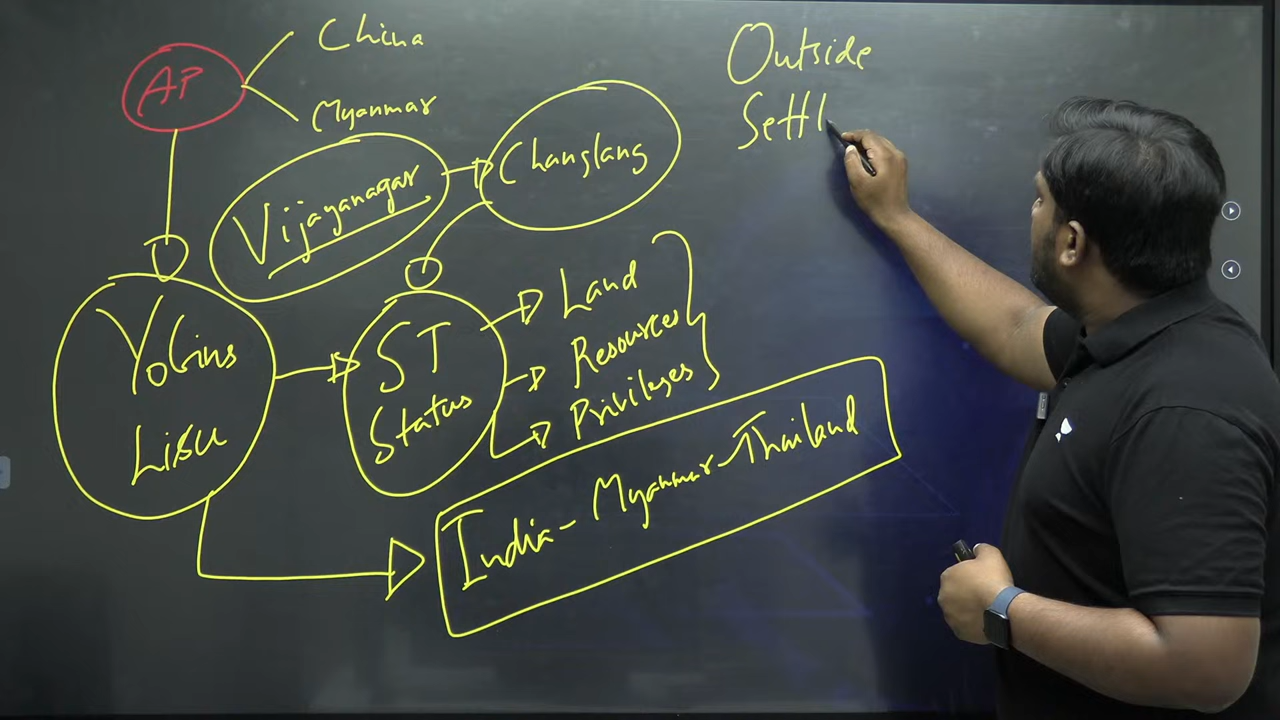 AP
China
Myanmar
Vijayanagar
Changlang
Outside
Settl
Yobins
Lisu
ST
Status
Land
Resources
Privileges
India-Myanmar-Thailand